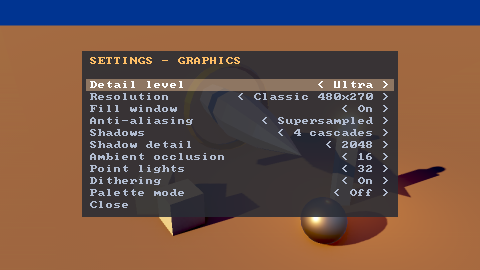 SETTINGS - GRAPHICS
Detail level < Ultra >
Resolution < Classic 480x270 >
Fill window < On >
Anti-aliasing < Supersampled >
Shadows < 4 cascades >
Shadow detail < 2048 >
Ambient occlusion < 16 >
Point lights < 32 >
Dithering < On >
Palette mode < Off >
Close